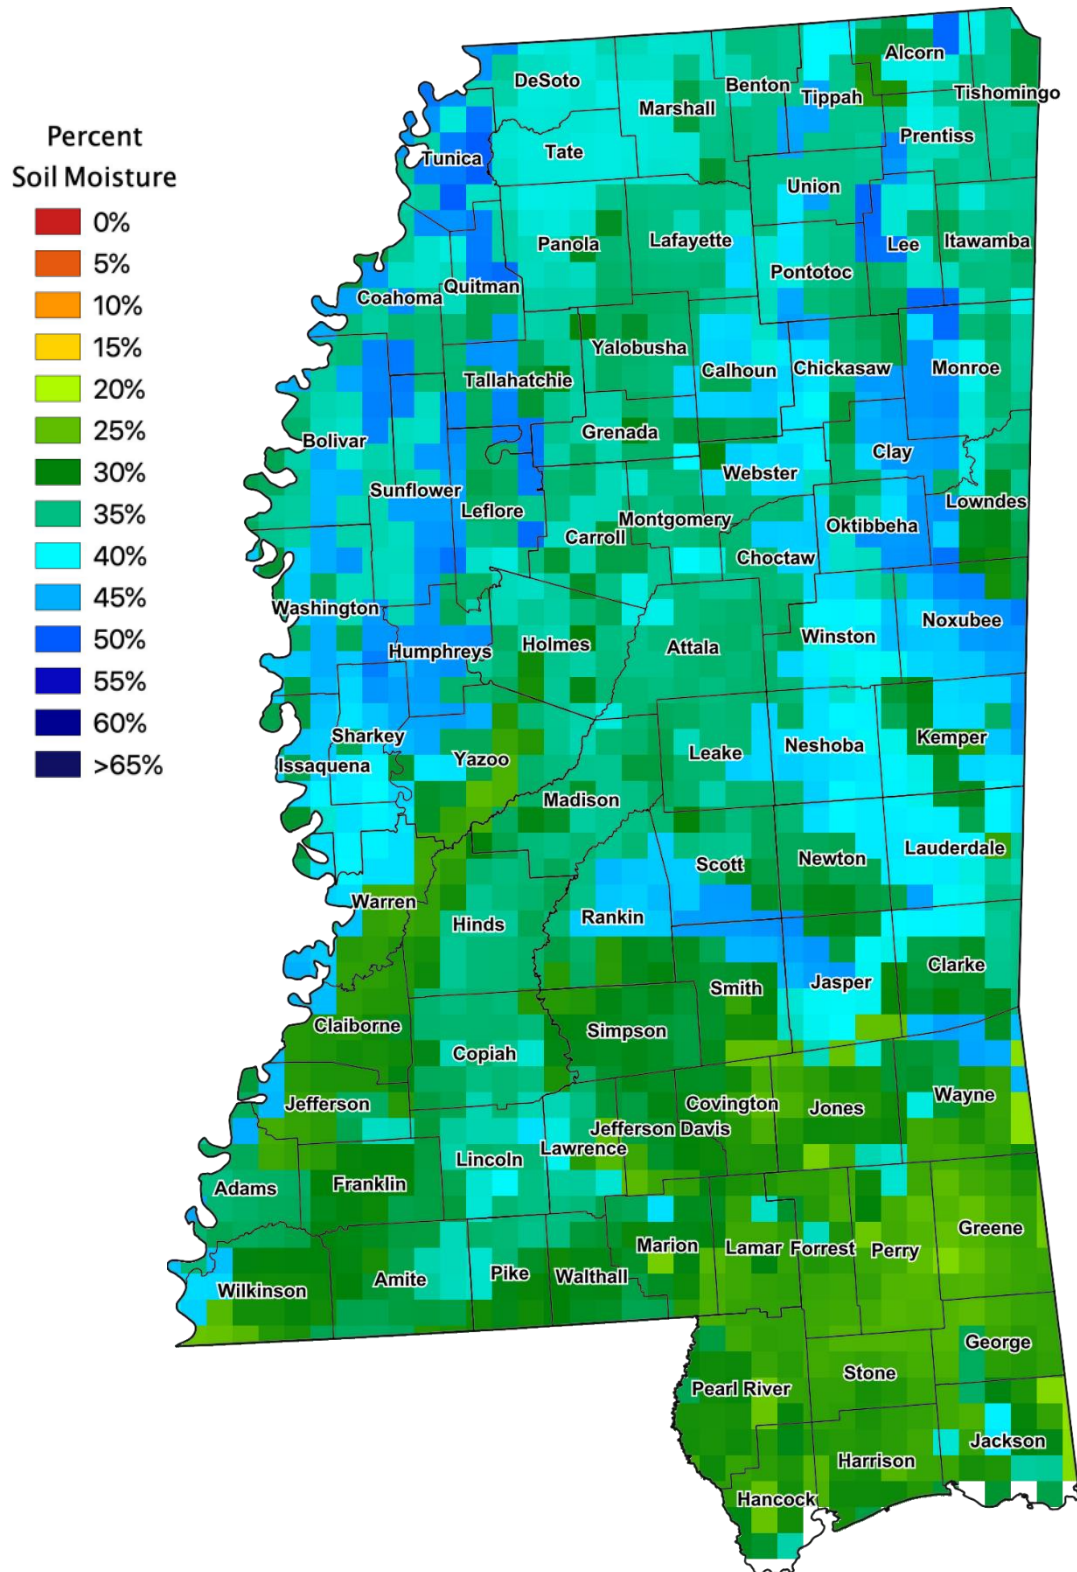 Percent
Soil Moisture
0%
5%
10%
15%
20%
25%
30%
35%
40%
45%
50%
55%
60%
>65%
Alcorn
DeSoto
Benton
Tippah
Tishomingo
Marshall
Prentiss
Tate
Tunica
Union
Panola
Lafayette
Lee
Itawamba
Pontotoc
Quitman
Coahoma
Yalobusha
Calhoun
Chickasaw
Monroe
Tallahatchie
Bolivar
Grenada
Clay
Webster
Sunflower
Lowndes
Leflore
Montgomery
Oktibbeha
Carroll
Choctaw
Washington
Noxubee
Winston
Holmes
Attala
Humphreys
Sharkey
Kemper
Neshoba
Leake
Yazoo
Issaquena
Madison
Lauderdale
Newton
Scott
Warren
Rankin
Hinds
Clarke
Jasper
Smith
Claiborne
Simpson
Copiah
Wayne
Jefferson
Covington
Jones
Jefferson Davis
Lawrence
Lincoln
Franklin
Adams
Greene
Marion
Lamar
Forrest
Perry
Walthall
Pike
Amite
Wilkinson
George
Stone
Pearl River
Jackson
Harrison
Hancock